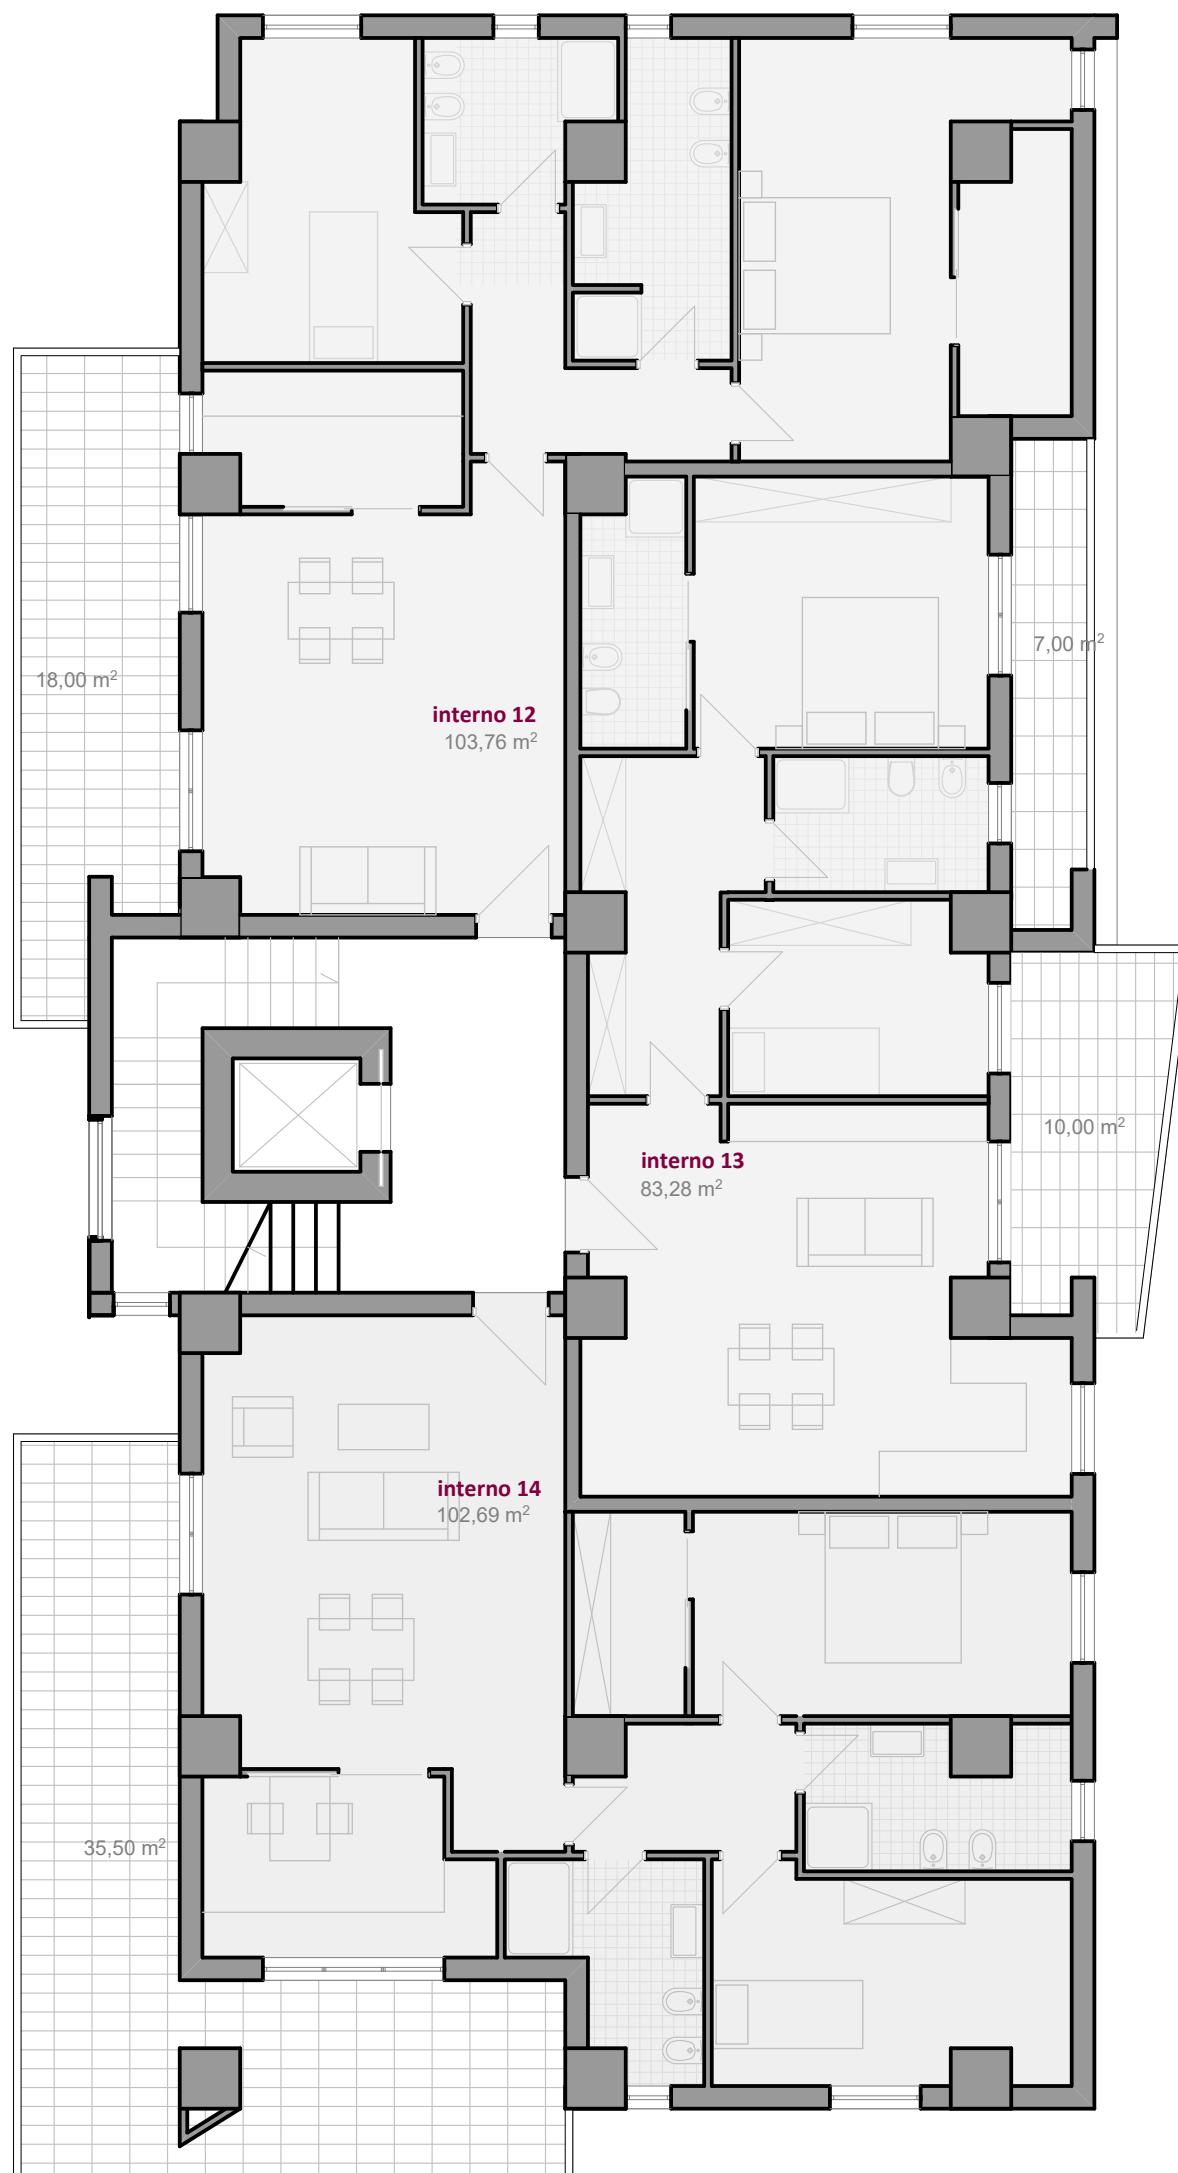 7,00 m²
18,00 m²
interno 12
103,76 m²
10,00 m²
interno 13
83,28 m²
interno 14
102,69 m²
35,50 m²